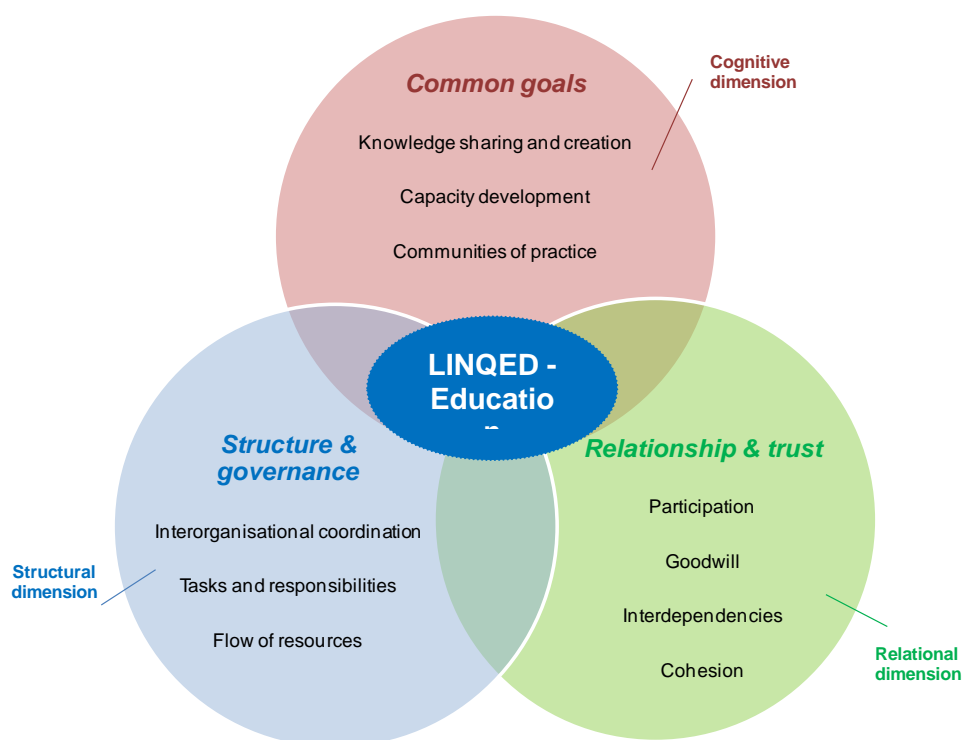 Common goals
Cognitive
dimension
Knowledge sharing and creation
Capacity development
Communities of practice
LINQED -
Educatio
n
Structure &
governance
Interorganisational coordination
Tasks and responsibilities
Flow of resources
Structural
dimension
Relationship & trust
Participation
Goodwill
Interdependencies
Cohesion
Relational
dimension